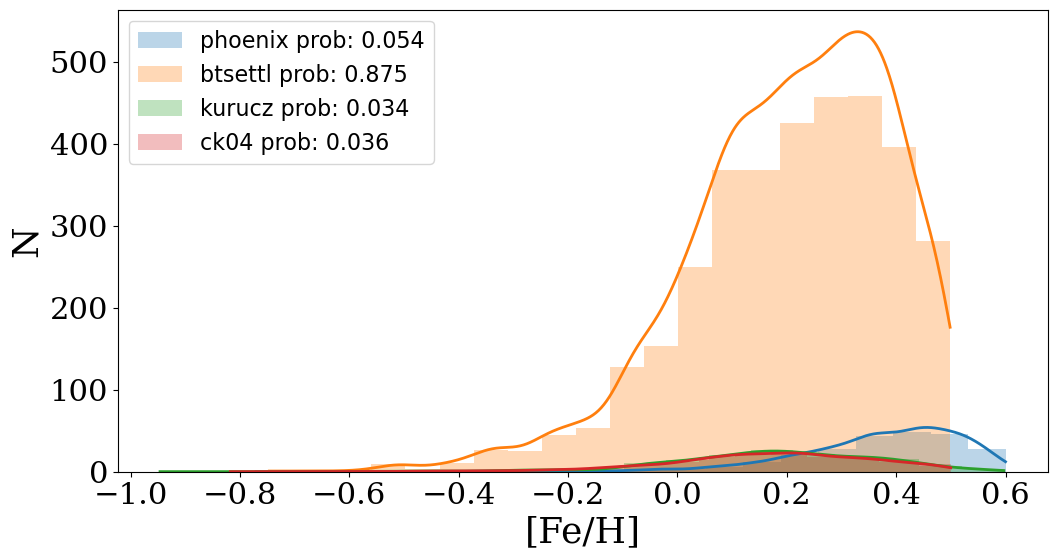 phoenix prob: 0.054
btsettl prob: 0.875
kurucz prob: 0.034
ck04 prob: 0.036
500
400
300
200
100
0
N
−1.0 −0.8 −0.6 −0.4 −0.2 0.0 0.2 0.4 0.6
[Fe/H]